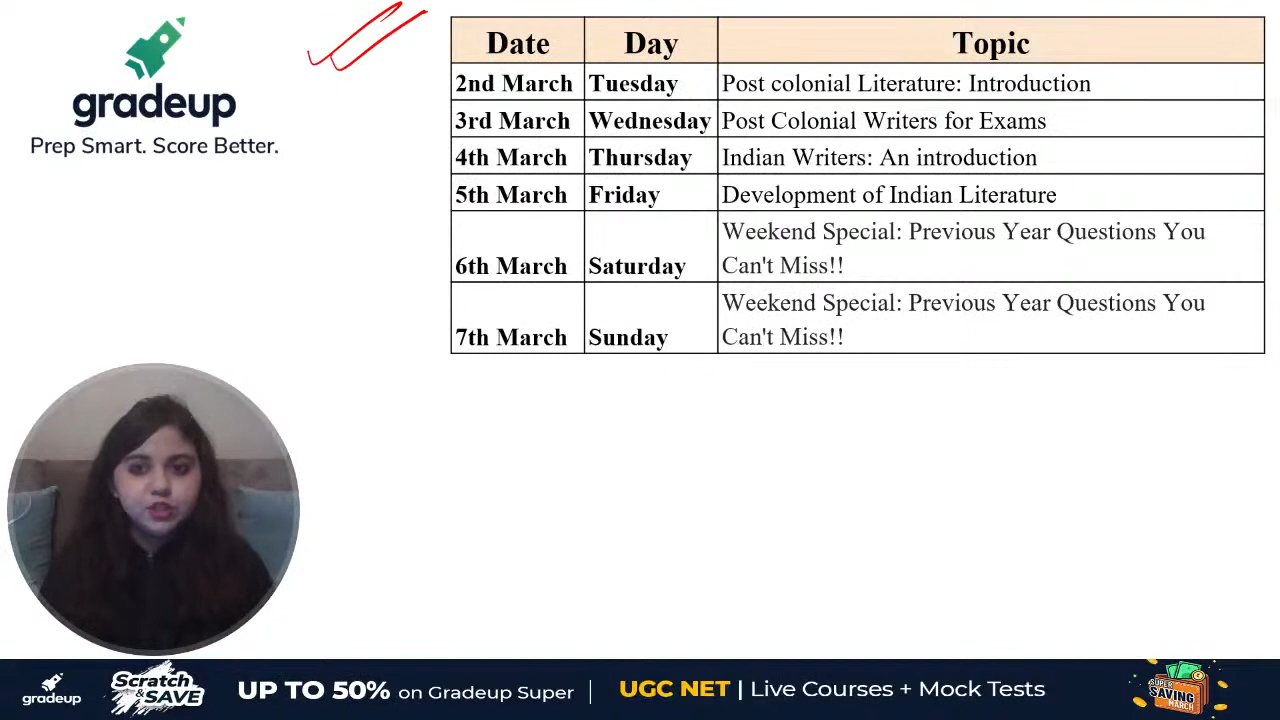 gradeup
Prep Smart. Score Better.
Date Day Topic
2nd March Tuesday Post colonial Literature: Introduction
3rd March Wednesday Post Colonial Writers for Exams
4th March Thursday Indian Writers: An introduction
5th March Friday Development of Indian Literature
Weekend Special: Previous Year Questions You
6th March Saturday Can't Miss!!
Weekend Special: Previous Year Questions You
7th March Sunday Can't Miss!!
gradeup Scratch & SAVE UP TO 50% on Gradeup Super | UGC NET | Live Courses + Mock Tests SUPER SAVING MARCH